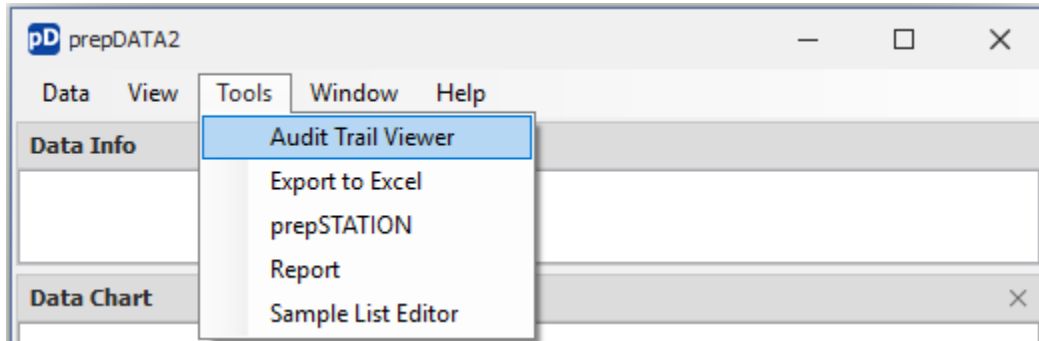 pD prepDATA2
Data View Tools Window Help
Data Info
Audit Trail Viewer
Export to Excel
prepSTATION
Report
Sample List Editor
Data Chart